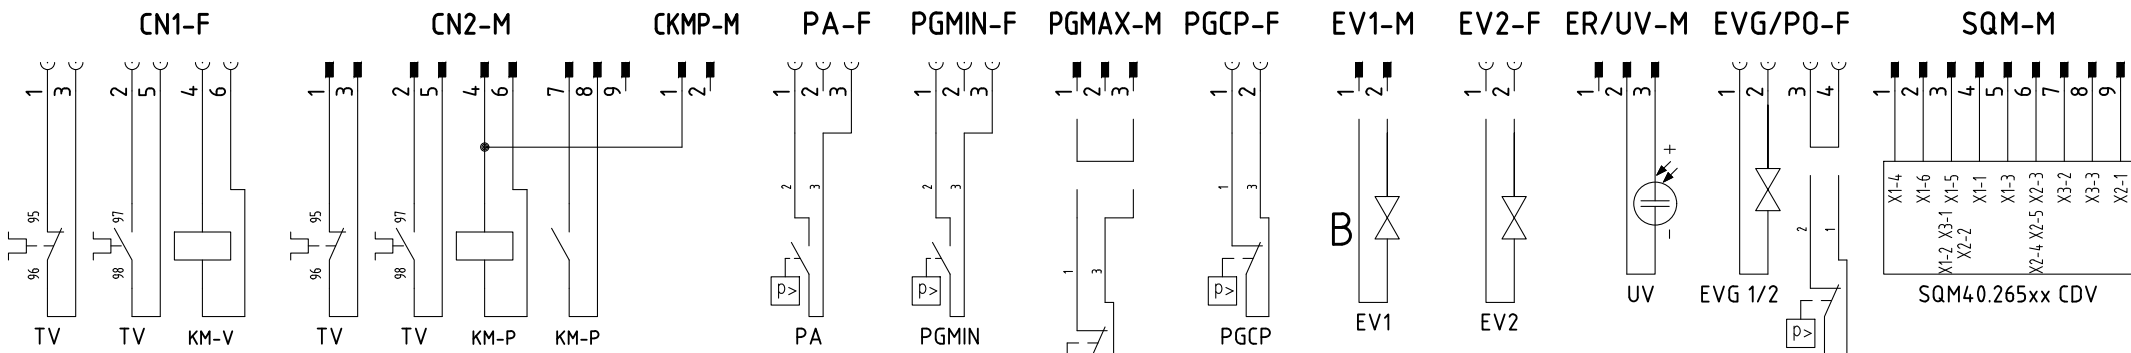 CN1-F CN2-M CKMP-M PA-F PGMIN-F PGMAX-M PGCP-F EV1-M EV2-F ER/UV-M EVG/PO-F SQM-M
1 3 2 5 4 6 1 3 2 5 4 6 7 8 9 1 2 1 2 3 1 2 3 1 2 3 1 2 1 2 1 2 1 2 3 1 2 3 4 1 2 3 4 5 6 7 8 9
+
2 3 2 3 1 3 X1-4 X1-6 X1-5 X1-1 X1-3 X2-3 X3-2 X3-3 X2-1
95 97 95 97 B - 2 1 X1-2 X3-1 X2-2 X2-4 X2-5
96 98 96 98 1 3
p> p> p> UV EVG 1/2 SQM40.265xx CDV
EV1 EV2
TV TV KM-V TV TV KM-P KM-P PA PGMIN PGCP p>